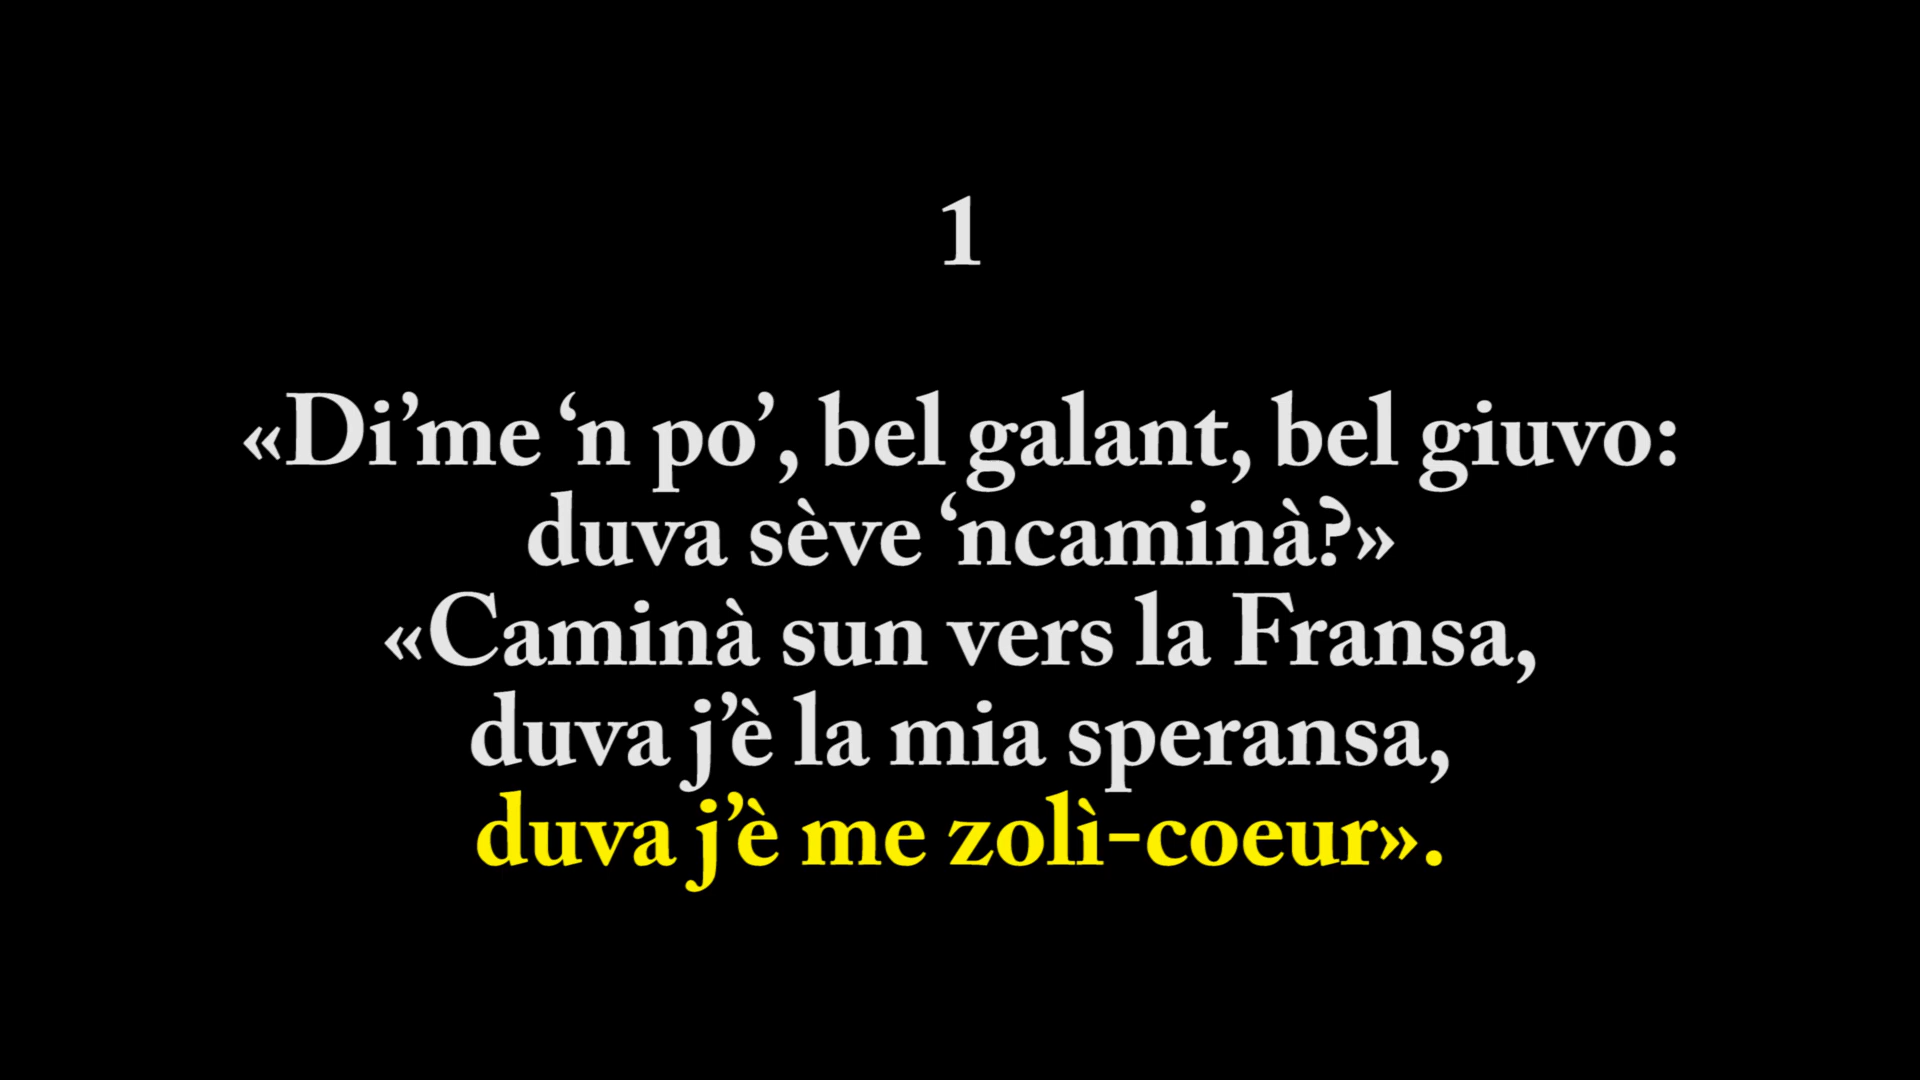 1
«Di’me ‘n po’, bel galant, bel giuvo:
duva sève ‘ncaminà?»
«Caminà sun vers la Fransa,
duva j’è la mia speransa,
duva j’è me zolì-coeur».